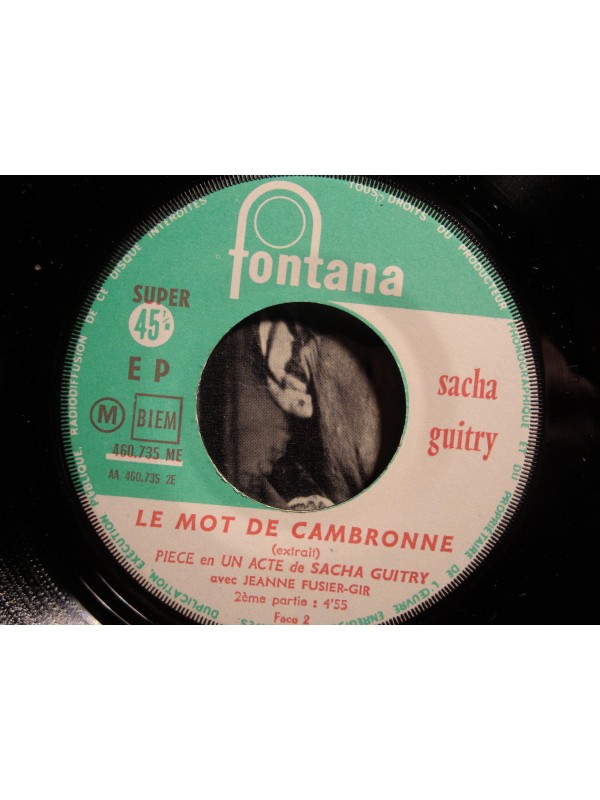 fontana
SUPER
45 T/M
E P
M BIEM
460.735 ME
AA 460.735 2E
sacha
guitry
LE MOT DE CAMBRONNE
(extrait)
PIECE en UN ACTE de SACHA GUITRY
avec JEANNE FUSIER-GIR
2ème partie : 4'55
Face 2
TOUS DROITS DU PRODUCTEUR PHONOGRAPHIQUE ET DU PROPRIETAIRE DE L'ŒUVRE
DUPLICATION, EXECUTION PUBLIQUE, RADIODIFFUSION DE CE DISQUE INTERDITES